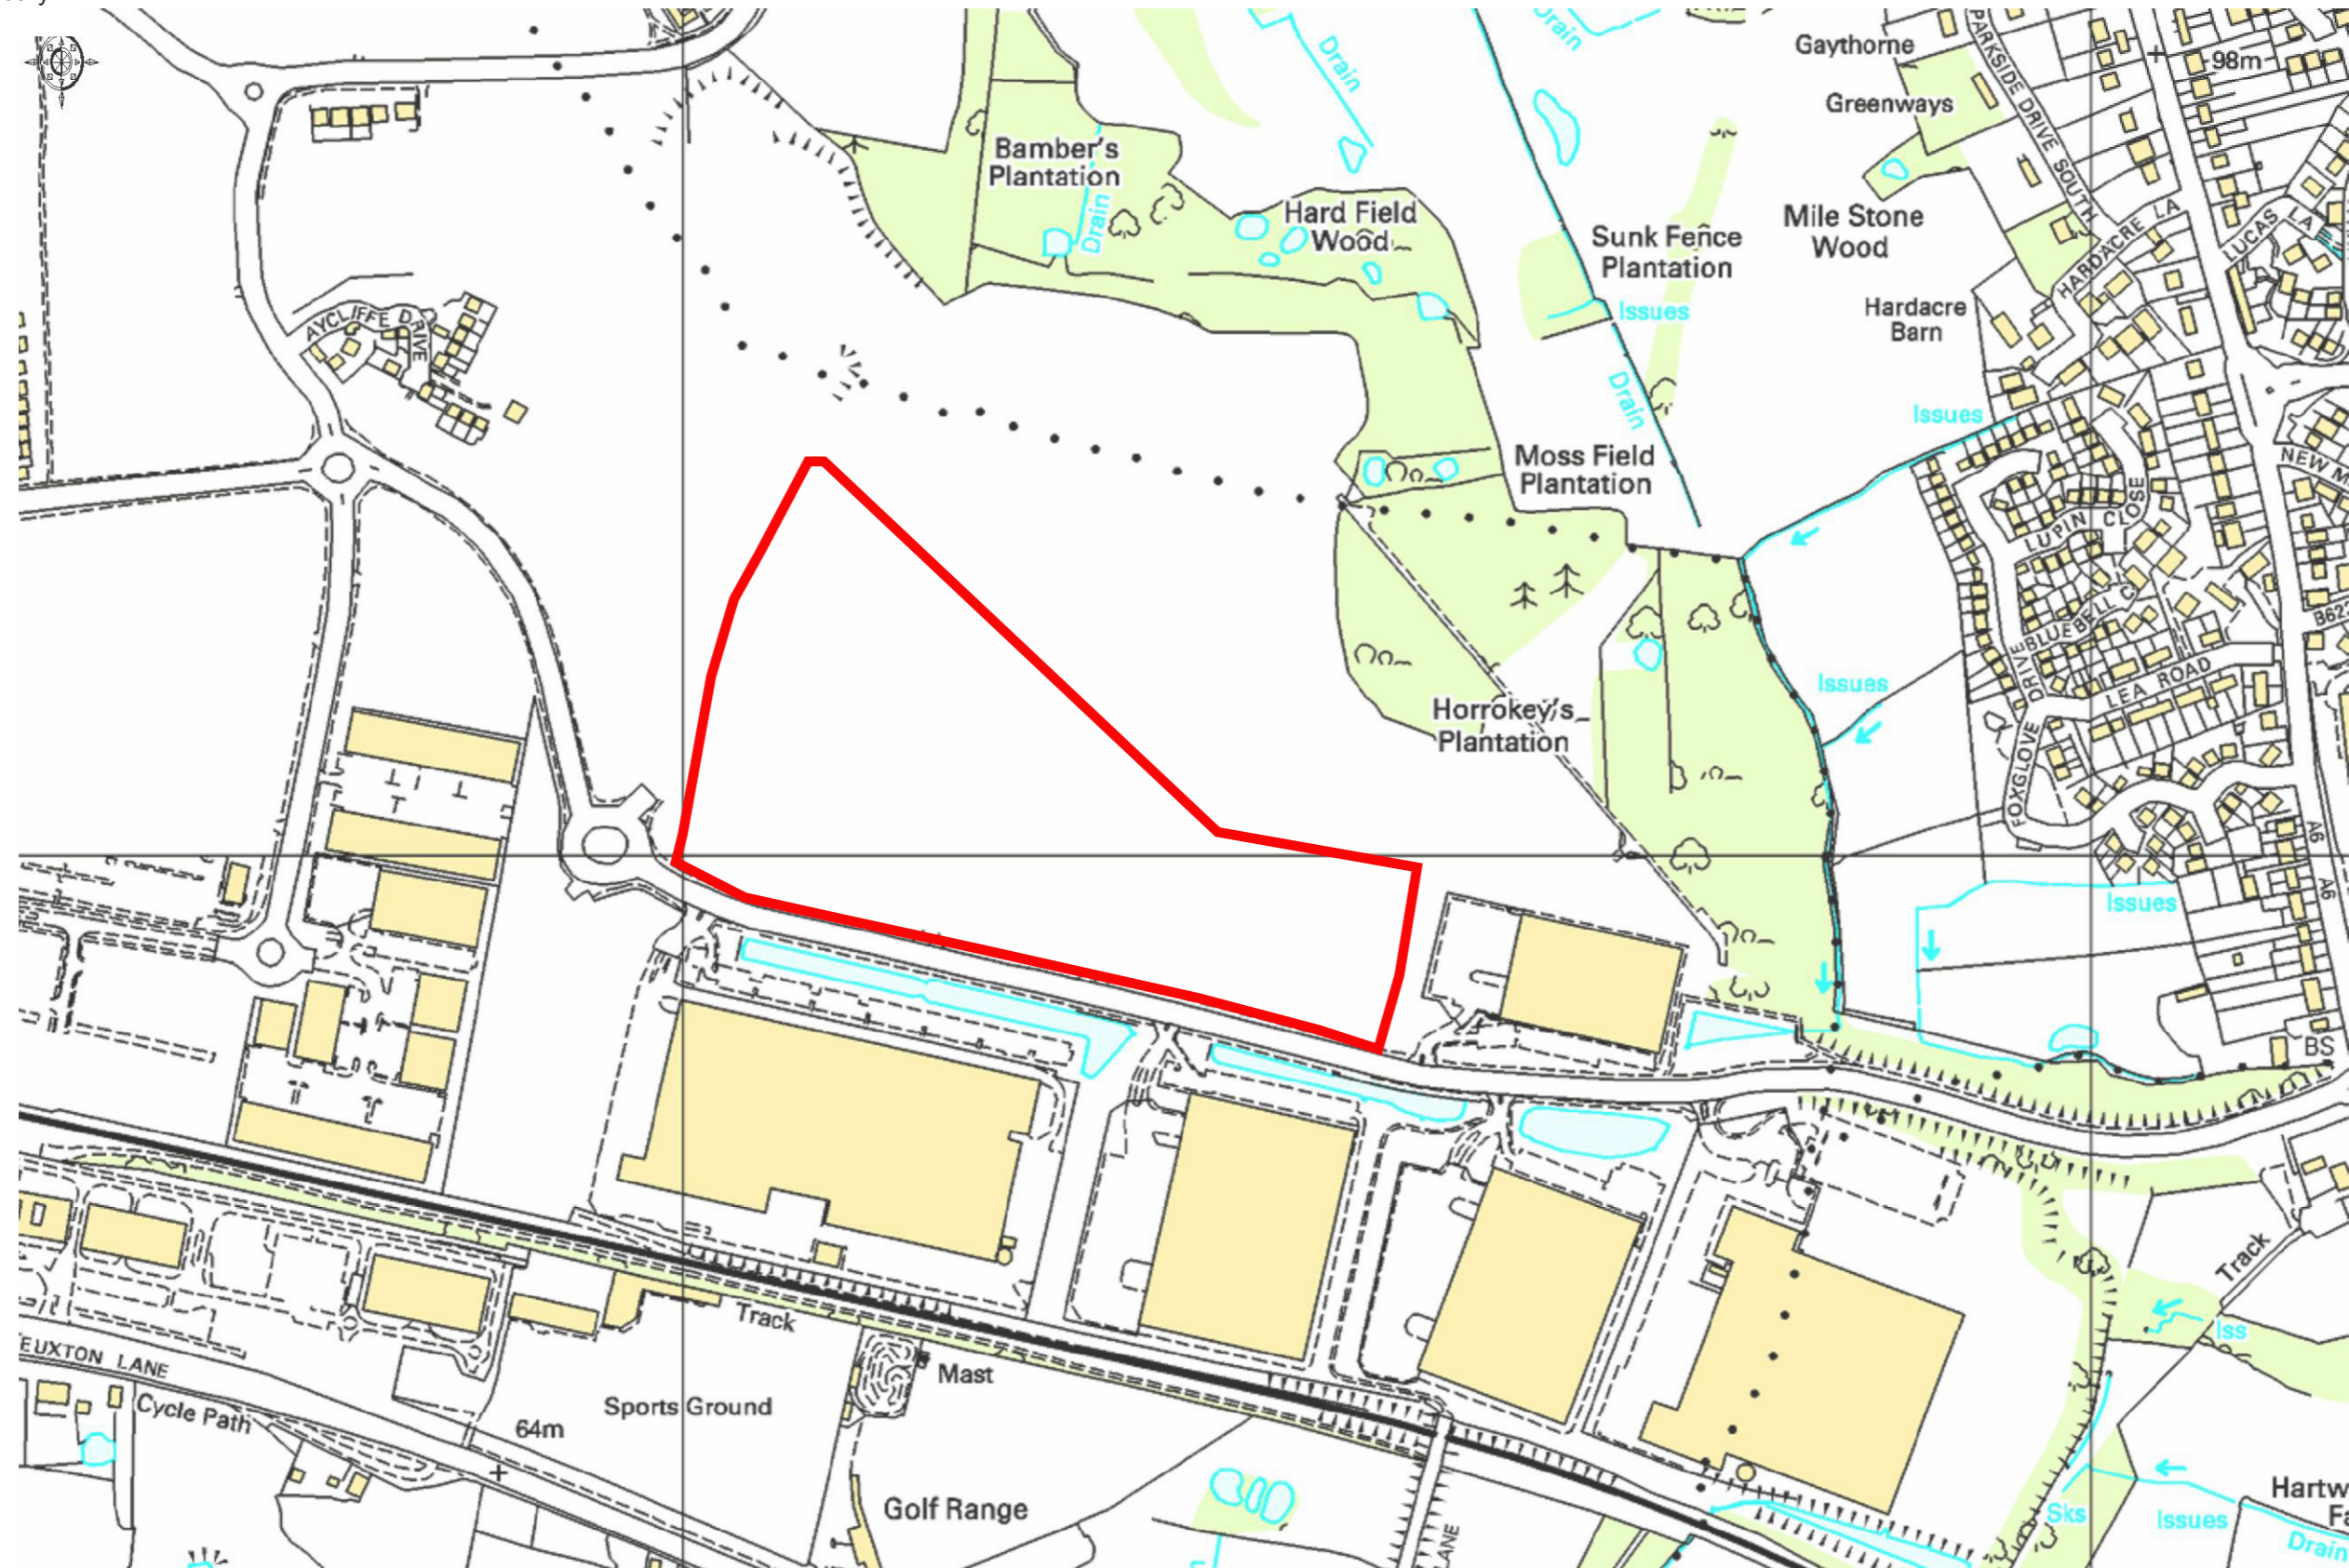 Drain
Drain
Gaythorne
PARKSIDE DRIVE SOUTH
98m
Greenways
Bamber's
Plantation
Drain
Hard Field
Wood
Sunk Fence
Plantation
Mile Stone
Wood
HARDACRE LA
LUCAS LA
Hardacre
Barn
Issues
AYCLIFFE DRIVE
Drain
Issues
Moss Field
Plantation
NEW M
LUPIN CLOSE
BLUEBELL C
B62
Issues
LEA ROAD
FOXGLOVE DRIVE
Horrokey's
Plantation
A6
A6
Issues
BS
Track
Iss
Track
EUXTON LANE
Mast
Cycle Path
Sports Ground
64m
Golf Range
LANE
Hartw
Fa
Sks
Issues
Drain